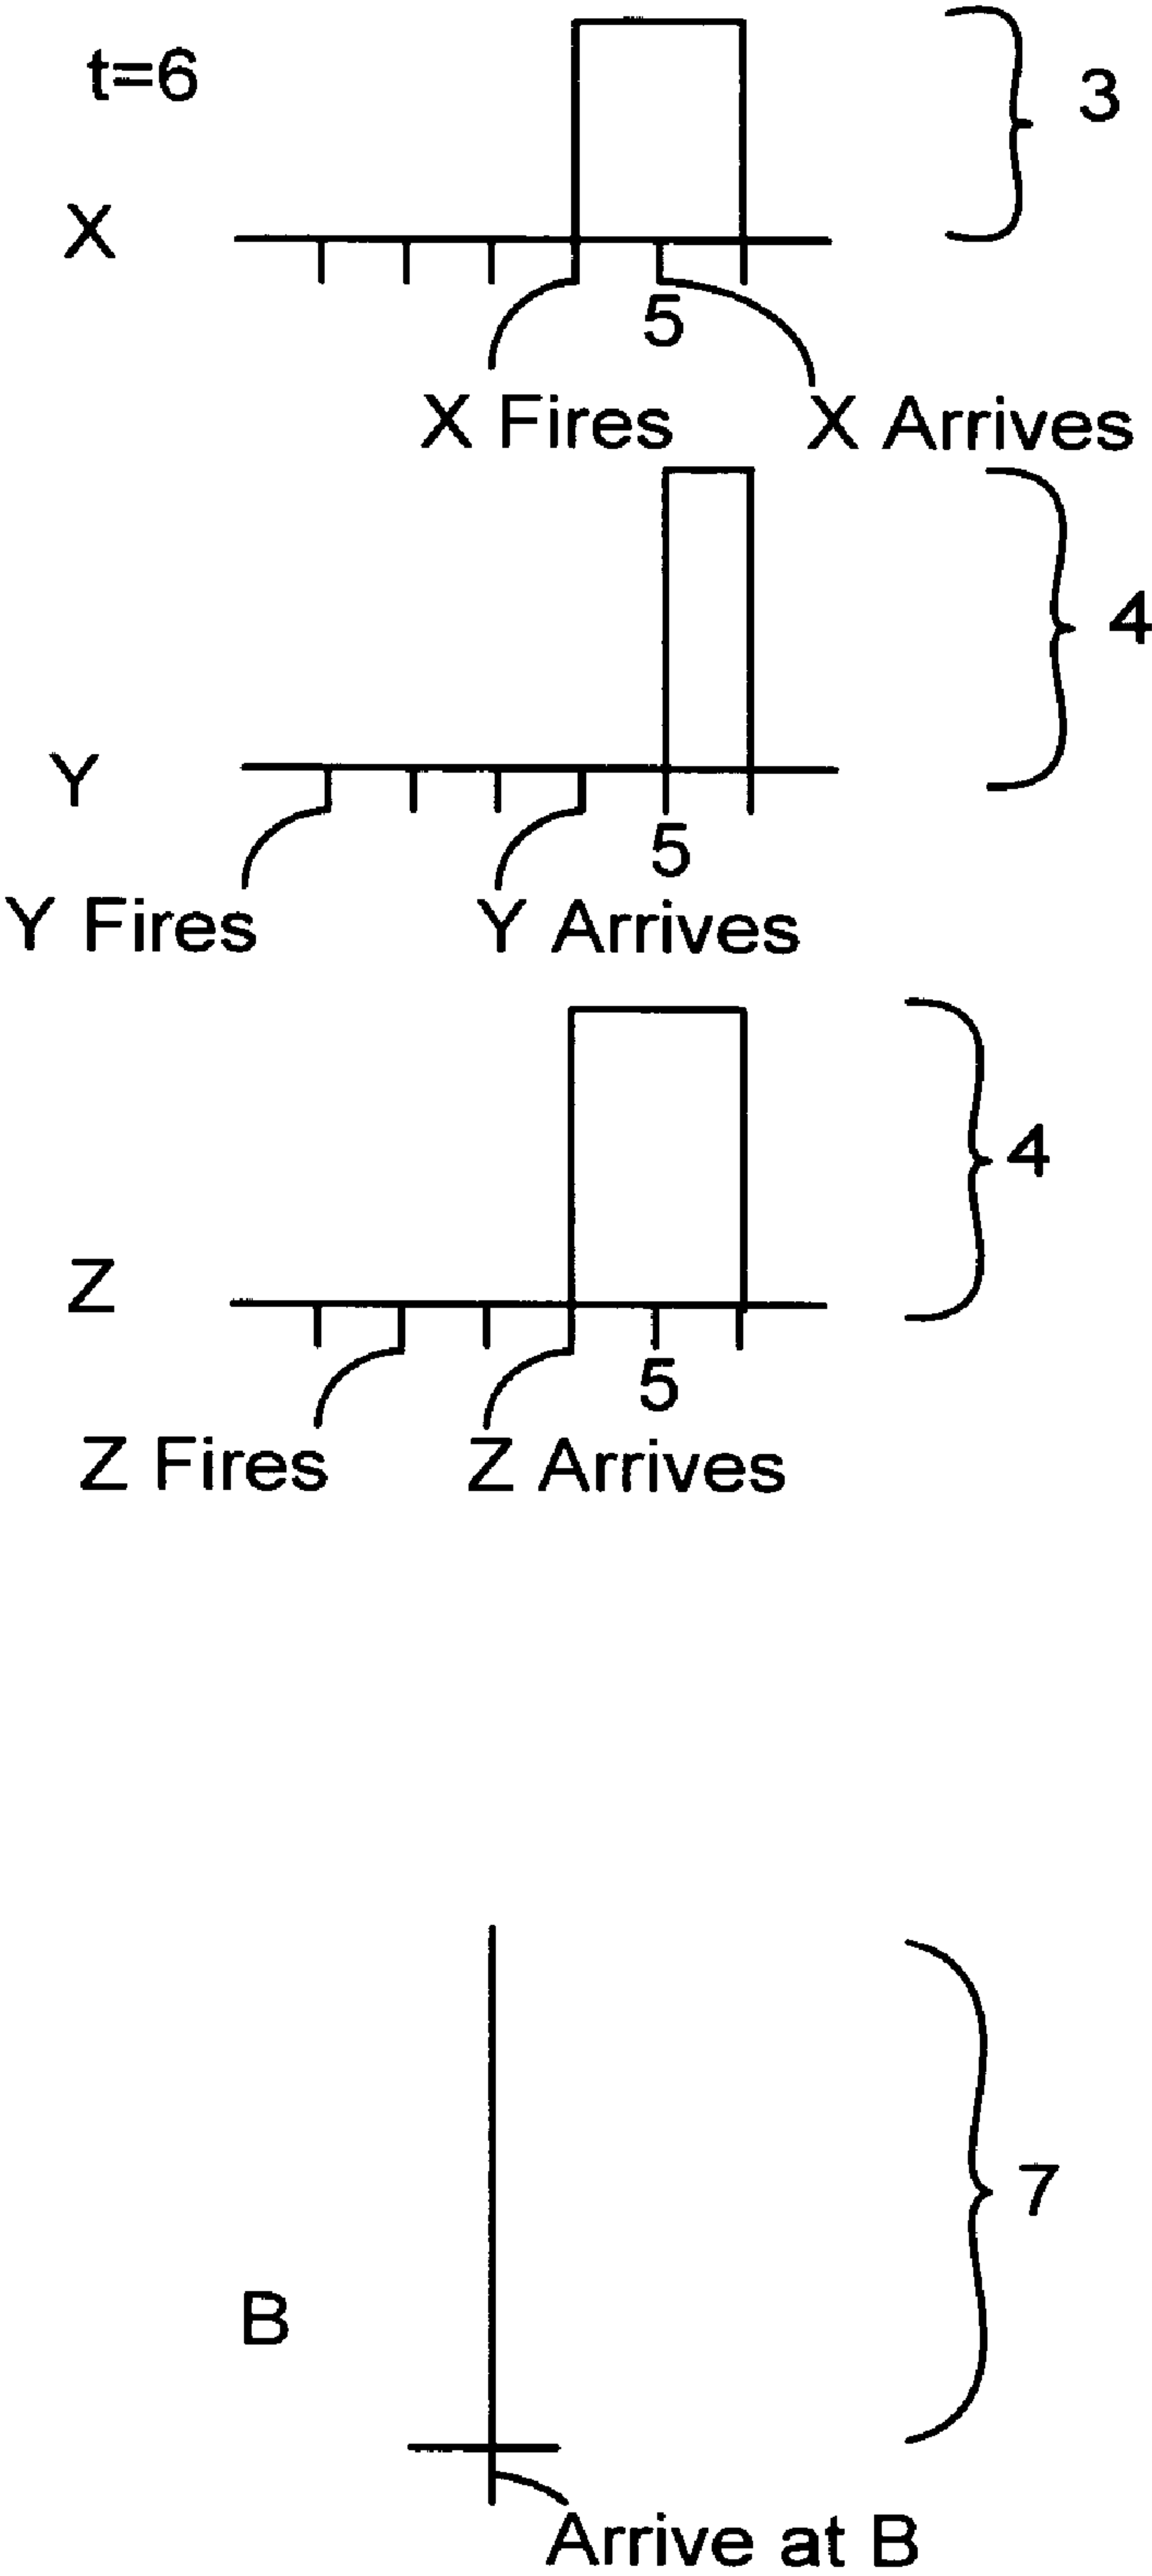 t=6
3
X
5
X Fires
X Arrives
4
Y
5
Y Fires
Y Arrives
4
Z
5
Z Fires
Z Arrives
7
B
Arrive at B